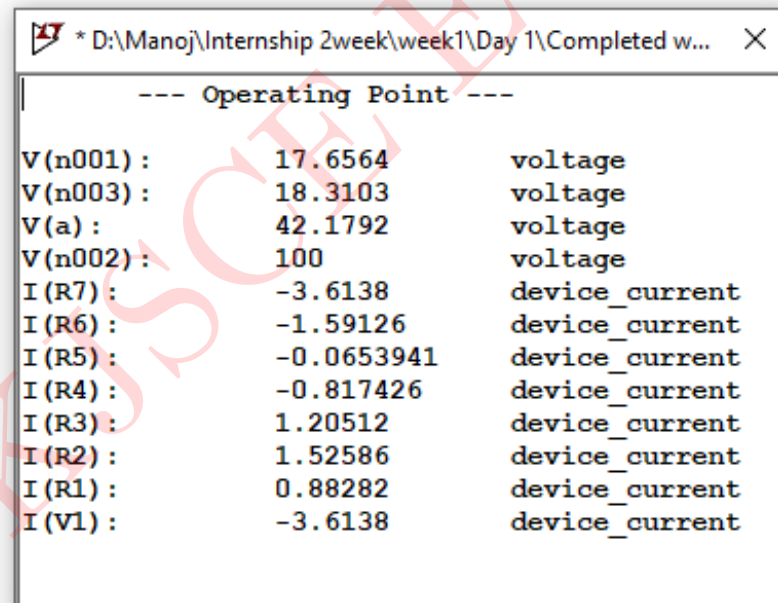 * D:\Manoj\Internship 2week\week1\Day 1\Completed w...
--- Operating Point ---
V(n001): 17.6564 voltage
V(n003): 18.3103 voltage
V(a): 42.1792 voltage
V(n002): 100 voltage
I(R7): -3.6138 device_current
I(R6): -1.59126 device_current
I(R5): -0.0653941 device_current
I(R4): -0.817426 device_current
I(R3): 1.20512 device_current
I(R2): 1.52586 device_current
I(R1): 0.88282 device_current
I(V1): -3.6138 device_current
KJSCE E